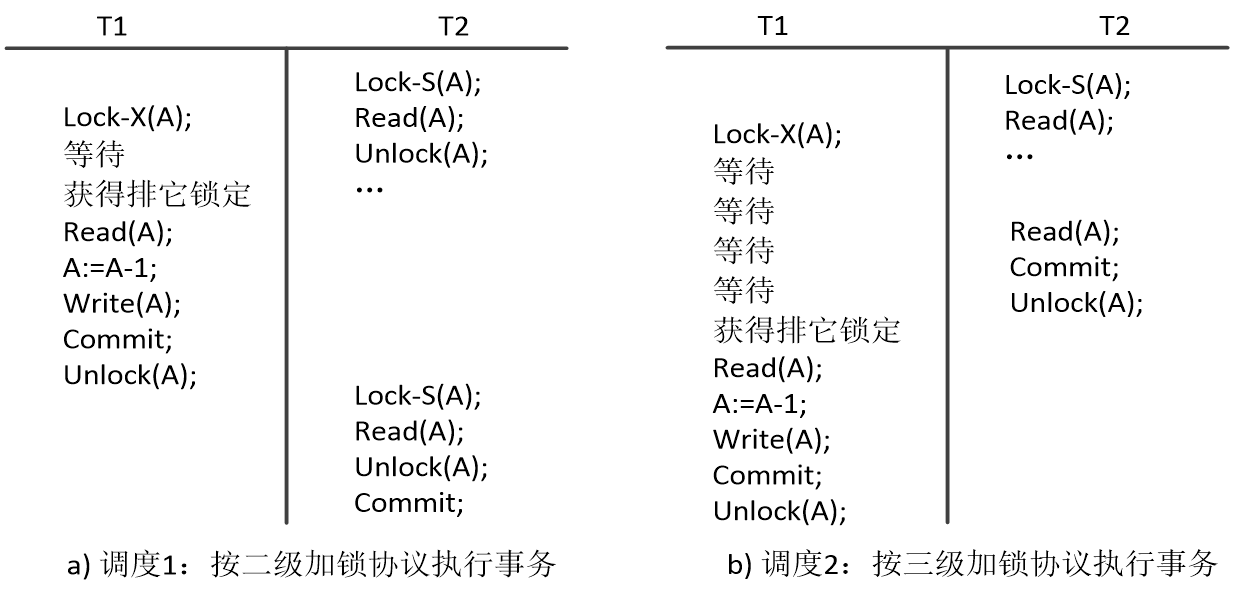 T1
T2
Lock-S(A);
Lock-X(A);
Read(A);
等待
Unlock(A);
获得排它锁定
…
Read(A);
A:=A-1;
Write(A);
Commit;
Unlock(A);
Lock-S(A);
Read(A);
Unlock(A);
Commit;
a) 调度1：按二级加锁协议执行事务
T1
T2
Lock-S(A);
Read(A);
Lock-X(A);
…
等待
等待
Read(A);
等待
Commit;
等待
Unlock(A);
获得排它锁定
Read(A);
A:=A-1;
Write(A);
Commit;
Unlock(A);
b) 调度2：按三级加锁协议执行事务